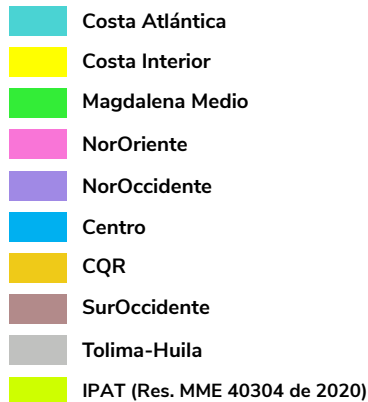 Costa Atlántica
Costa Interior
Magdalena Medio
NorOriente
NorOccidente
Centro
CQR
SurOccidente
Tolima-Huila
IPAT (Res. MME 40304 de 2020)